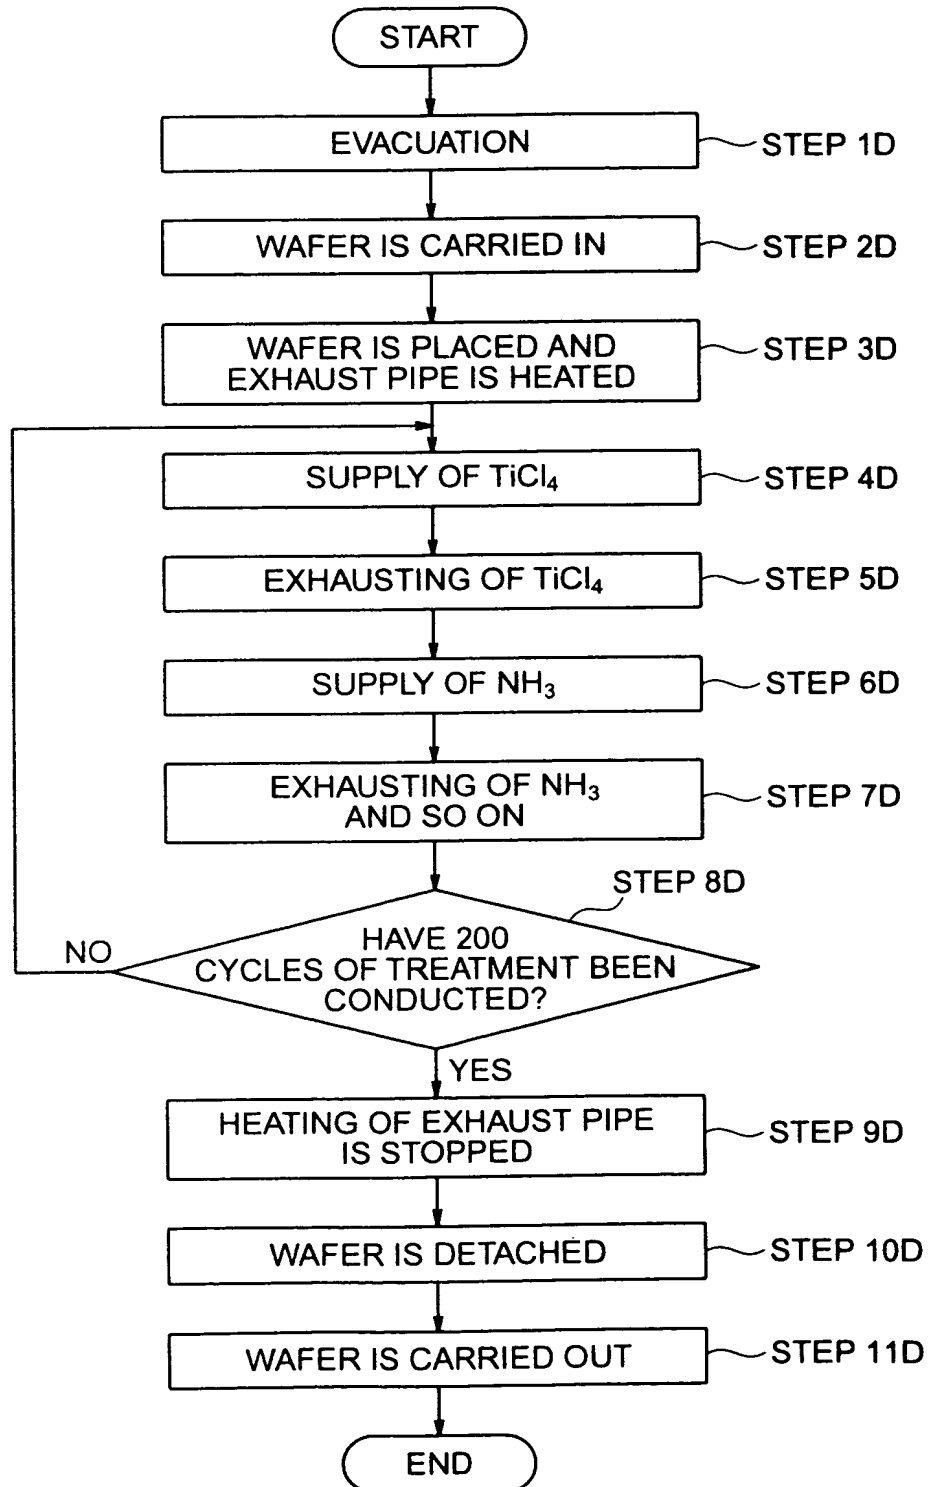 START
EVACUATION
STEP 1D
WAFER IS CARRIED IN
STEP 2D
WAFER IS PLACED AND
EXHAUST PIPE IS HEATED
STEP 3D
SUPPLY OF TiCl₄
STEP 4D
EXHAUSTING OF TiCl₄
STEP 5D
SUPPLY OF NH₃
STEP 6D
EXHAUSTING OF NH₃
AND SO ON
STEP 7D
STEP 8D
HAVE 200
CYCLES OF TREATMENT BEEN
CONDUCTED?
NO
YES
HEATING OF EXHAUST PIPE
IS STOPPED
STEP 9D
WAFER IS DETACHED
STEP 10D
WAFER IS CARRIED OUT
STEP 11D
END